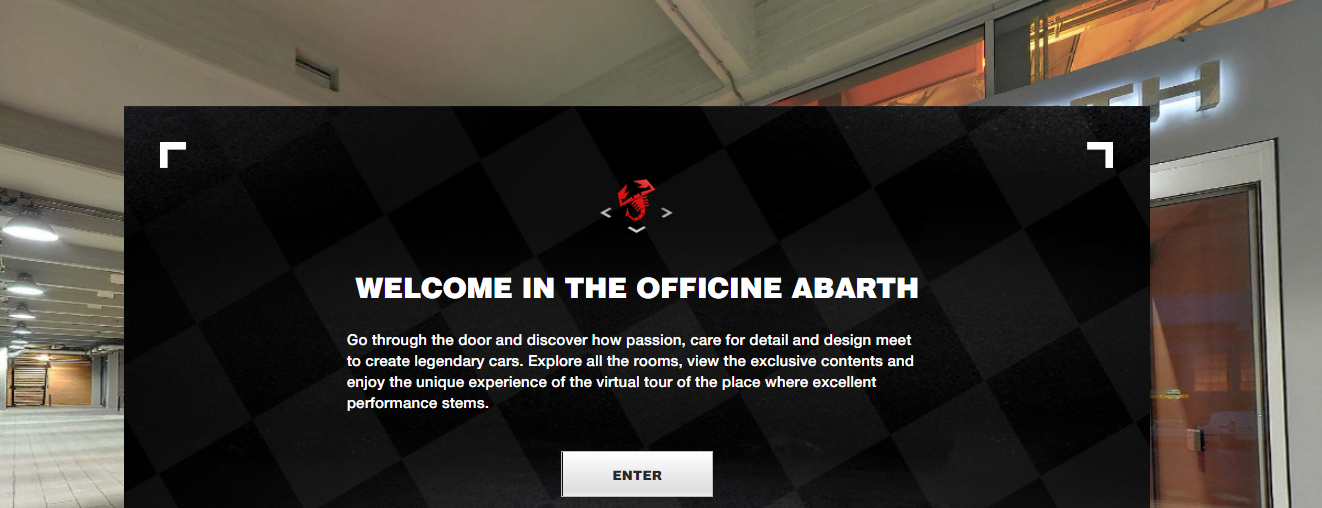 TH
WELCOME IN THE OFFICINE ABARTH
Go through the door and discover how passion, care for detail and design meet
to create legendary cars. Explore all the rooms, view the exclusive contents and
enjoy the unique experience of the virtual tour of the place where excellent
performance stems.
ENTER